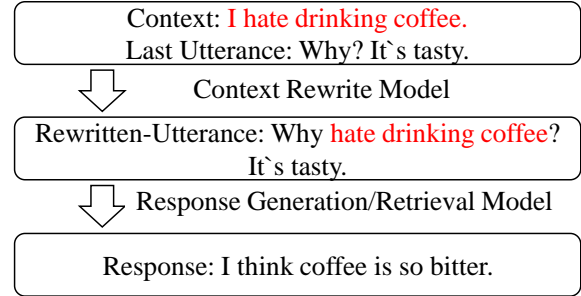 Context: I hate drinking coffee.
Last Utterance: Why? It`s tasty.
Context Rewrite Model
Rewritten-Utterance: Why hate drinking coffee?
It`s tasty.
Response Generation/Retrieval Model
Response: I think coffee is so bitter.